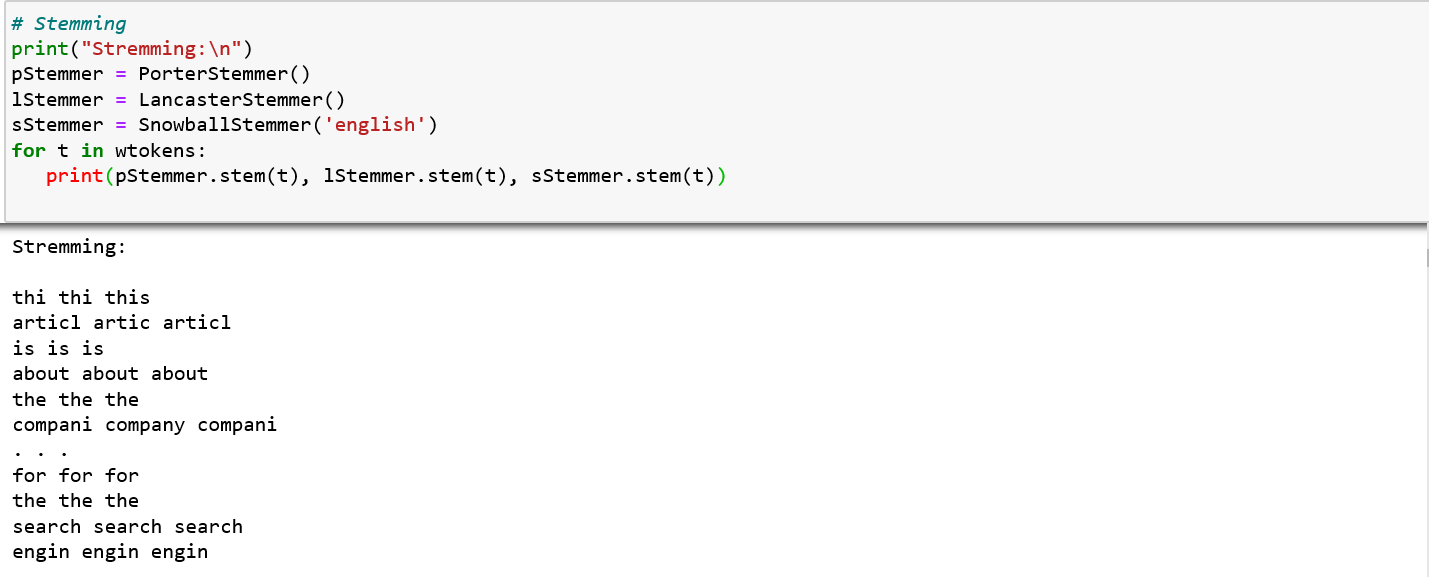 # Stemming
print("Stremming:\n")
pStemmer = PorterStemmer()
lStemmer = LancasterStemmer()
sStemmer = SnowballStemmer('english')
for t in wtokens:
   print(pStemmer.stem(t), lStemmer.stem(t), sStemmer.stem(t))
Stremming:
thi thi this
articl artic articl
is is is
about about about
the the the
compani company compani
. . .
for for for
the the the
search search search
engin engin engin